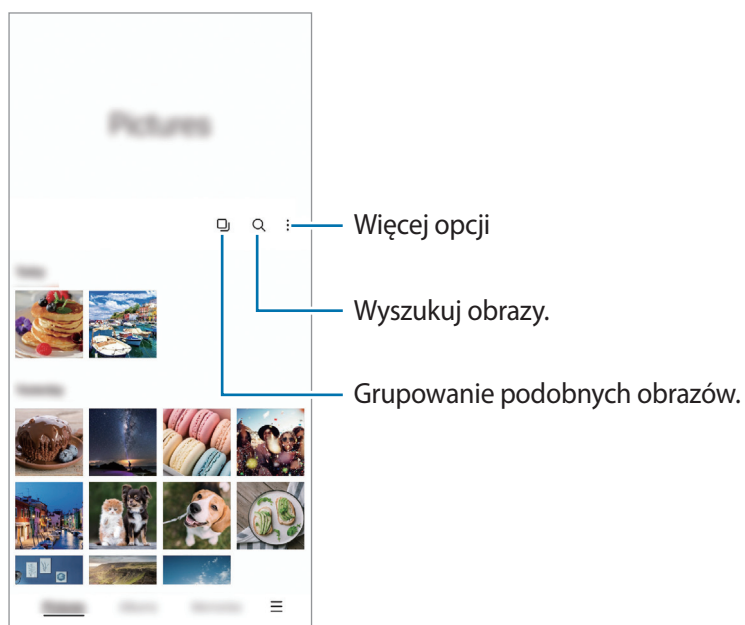 Pictures
Więcej opcji
Wyszukuj obrazy.
Grupowanie podobnych obrazów.